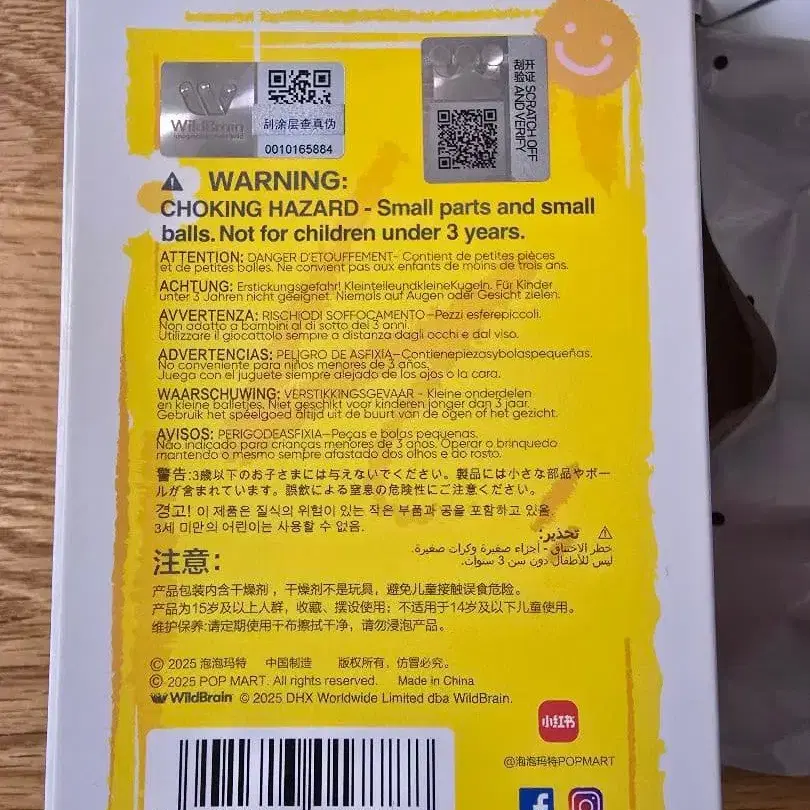 WildBrain
刮涂层查真伪
0010165884
刮开验证
SCRATCH OFF
AND VERIFY
WARNING:
CHOKING HAZARD - Small parts and small
balls. Not for children under 3 years.
ATTENTION: DANGER D'ETOUFFEMENT- Contient de petites pièces
et de petites balles. Ne convient pas aux enfants de moins de trois ans.
ACHTUNG: Erstickungsgefahr! KleinteileundkleineKugeln. Für Kinder
unter 3 Jahren nicht geeignet. Niemals auf Augen oder Gesicht zielen.
AVVERTENZA: RISCHIODI SOFFOCAMENTO-Pezzi esferepiccoli.
Non adatto a bambini al di sotto dei 3 anni.
Utilizzare il giocattolo sempre a distanza dagli occhi e dal viso.
ADVERTENCIAS: PELIGRO DE ASFIXIA-Contienepiezasybolaspequeñas.
No conveniente para niños menores de 3 años.
Juega con el juguete siempre alejado de los ojos o la cara.
WAARSCHUWING: VERSTIKKINGSGEVAAR - Kleine onderdelen
en kleine balletjes. Niet geschikt voor kinderen jonger dan 3 jaar.
Gebruik het speelgoed altijd uit de buurt van de ogen of het gezicht.
AVISOS: PERIGODEASFIXIA-Peças e bolas pequenas.
Não indicado para crianças menores de 3 anos. Operar o brinquedo
mantendo o mesmo sempre afastado dos olhos e do rosto.
警告:3歳以下のお子さまには与えないでください。製品には小さな部品やボー
ルが含まれています。誤飲による窒息の危険性にご注意ください。
경고! 이 제품은 질식의 위험이 있는 작은 부품과 공을 포함하고 있음.
3세 미만의 어린이는 사용할 수 없음.
تحذير:
خطر الاختناق - أجزاء صغيرة وكرات صغيرة.
ليس للأطفال دون سن 3 سنوات.
注意:
产品包装内含干燥剂，干燥剂不是玩具，避免儿童接触误食危险。
产品为15岁及以上人群，收藏、摆设使用；不适用于14岁及以下儿童使用。
维护保养:请定期使用干布擦拭干净，请勿浸泡产品。
© 2025 泡泡玛特 中国制造 版权所有，仿冒必究。
© 2025 POP MART. All rights reserved. Made in China
WildBrain © 2025 DHX Worldwide Limited dba WildBrain.
小红书
@泡泡玛特POPMART